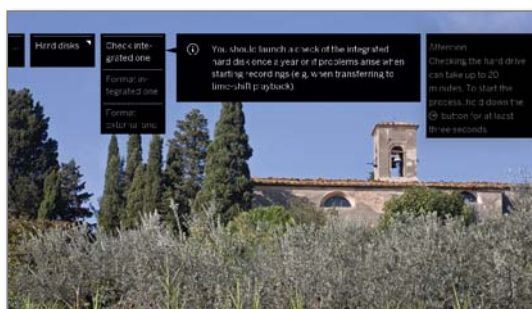 ...
Hard disks
Check inte-
grated one
Format in-
tegrated one
Format
external one
You should launch a check of the integrated
hard disk once a year or if problems arise when
starting recordings (e.g. when transferring to
time-shift playback).
Attention
Checking the hard drive
can take up to 20
minutes. To start the
process, hold down the
button for at least
three seconds.